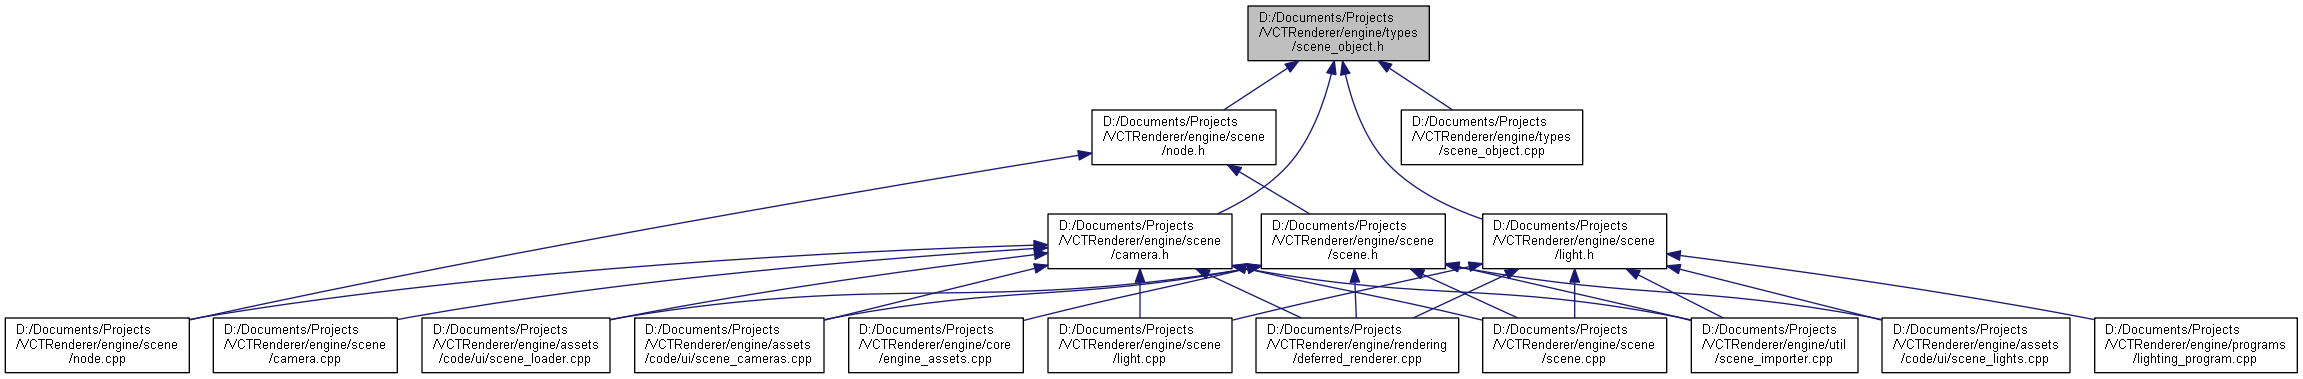 D:/Documents/Projects
/VCTRenderer/engine/types
/scene_object.h
D:/Documents/Projects
/VCTRenderer/engine/scene
/node.h
D:/Documents/Projects
/VCTRenderer/engine/types
/scene_object.cpp
D:/Documents/Projects
/VCTRenderer/engine/scene
/camera.h
D:/Documents/Projects
/VCTRenderer/engine/scene
/scene.h
D:/Documents/Projects
/VCTRenderer/engine/scene
/light.h
D:/Documents/Projects
/VCTRenderer/engine/scene
/node.cpp
D:/Documents/Projects
/VCTRenderer/engine/scene
/camera.cpp
D:/Documents/Projects
/VCTRenderer/engine/assets
/code/ui/scene_loader.cpp
D:/Documents/Projects
/VCTRenderer/engine/assets
/code/ui/scene_cameras.cpp
D:/Documents/Projects
/VCTRenderer/engine/core
/engine_assets.cpp
D:/Documents/Projects
/VCTRenderer/engine/scene
/light.cpp
D:/Documents/Projects
/VCTRenderer/engine/rendering
/deferred_renderer.cpp
D:/Documents/Projects
/VCTRenderer/engine/scene
/scene.cpp
D:/Documents/Projects
/VCTRenderer/engine/util
/scene_importer.cpp
D:/Documents/Projects
/VCTRenderer/engine/assets
/code/ui/scene_lights.cpp
D:/Documents/Projects
/VCTRenderer/engine/programs
/lighting_program.cpp